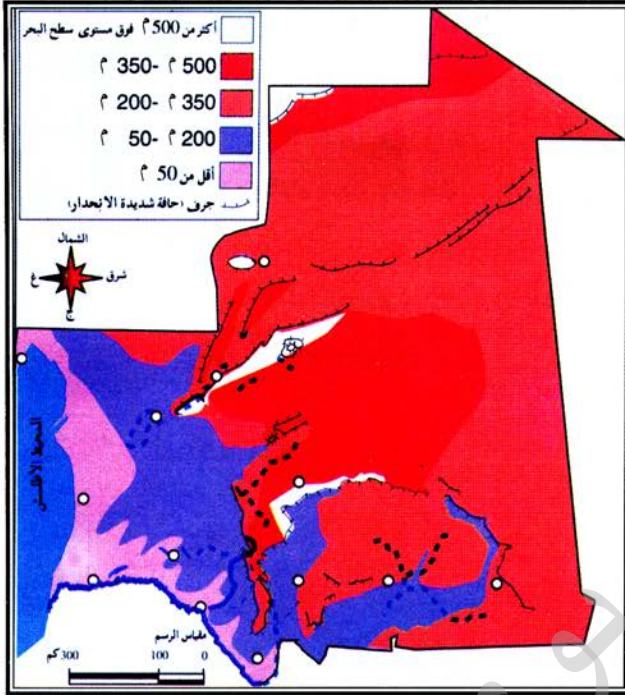 أكثر من 500 م فوق مستوى سطح البحر
500 م -350 م
350 م -200 م
200 م -50 م
أقل من 50 م
جرف (حافة شديدة الانحدار)
الشمال
شرق
غ
ج
المحيط الأطلسي
مقياس الرسم
300 كم 100 0